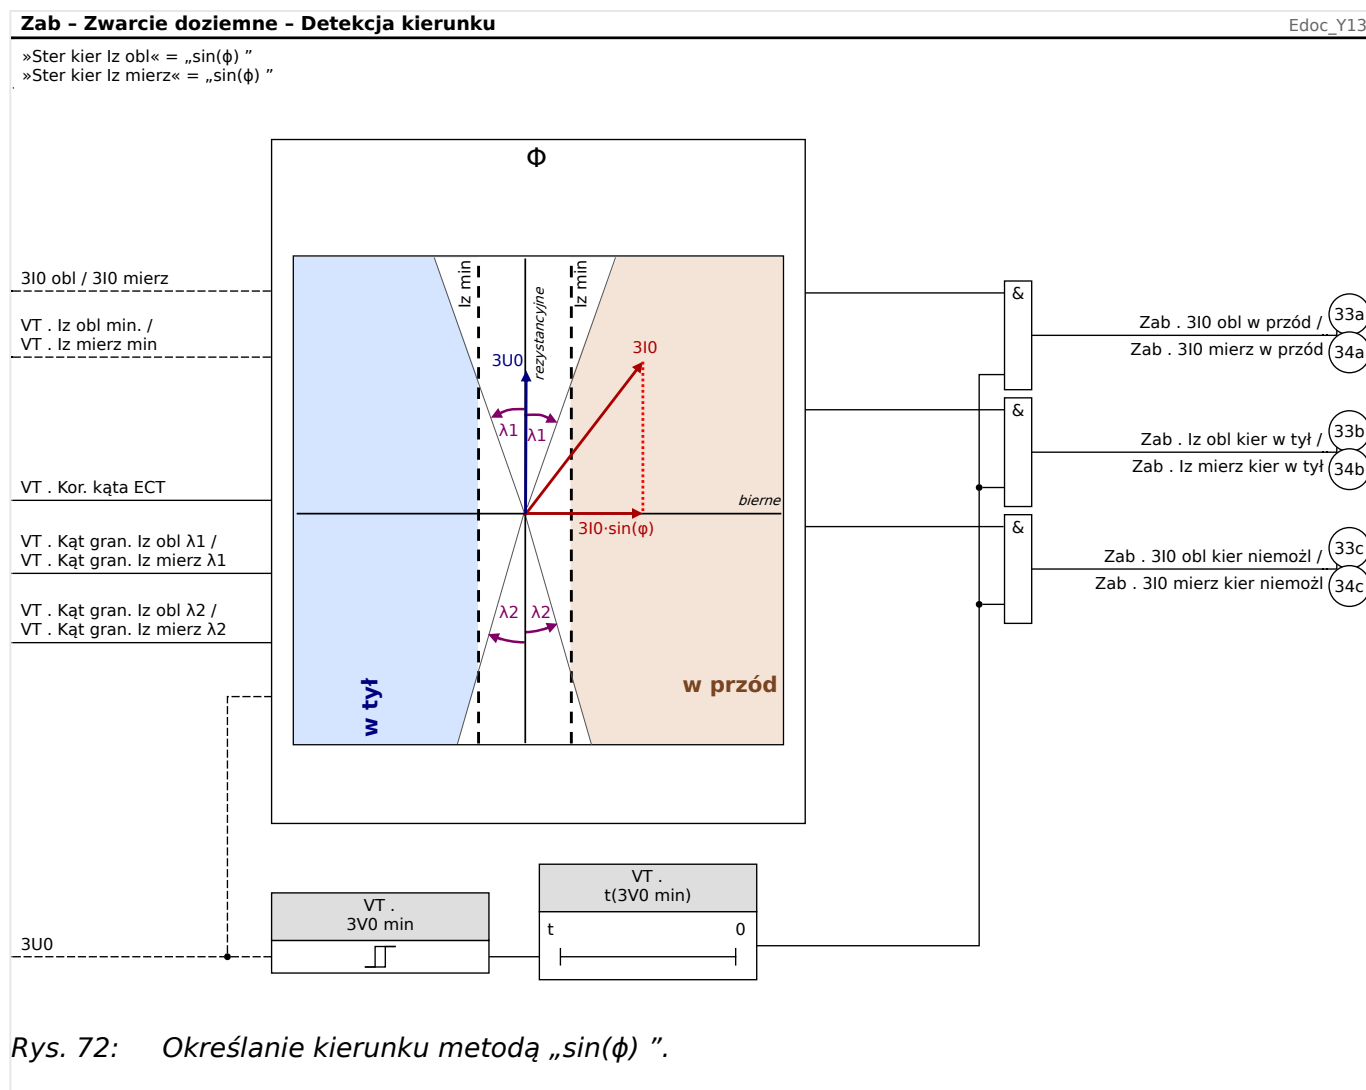 Zab – Zwarcie doziemne – Detekcja kierunku
Edoc_Y13
»Ster kier Iz obl« = „sin(ϕ) ”
»Ster kier Iz mierz« = „sin(ϕ) ”
Φ
3I0 obl / 3I0 mierz
VT . Iz obl min. /
VT . Iz mierz min
VT . Kor. kąta ECT
VT . Kąt gran. Iz obl λ1 /
VT . Kąt gran. Iz mierz λ1
VT . Kąt gran. Iz obl λ2 /
VT . Kąt gran. Iz mierz λ2
3U0
Iz min
rezystancyjne
Iz min
3U0
3I0
λ1
λ1
bierne
3I0·sin(φ)
λ2
λ2
w tył
w przód
&
Zab . 3I0 obl w przód /
33a
Zab . 3I0 mierz w przód
34a
&
Zab . Iz obl kier w tył /
33b
Zab . Iz mierz kier w tył
34b
&
Zab . 3I0 obl kier niemożl /
33c
Zab . 3I0 mierz kier niemożl
34c
VT .
3V0 min
VT .
t(3V0 min)
t
0
Rys. 72: Określanie kierunku metodą „sin(ϕ) ”.